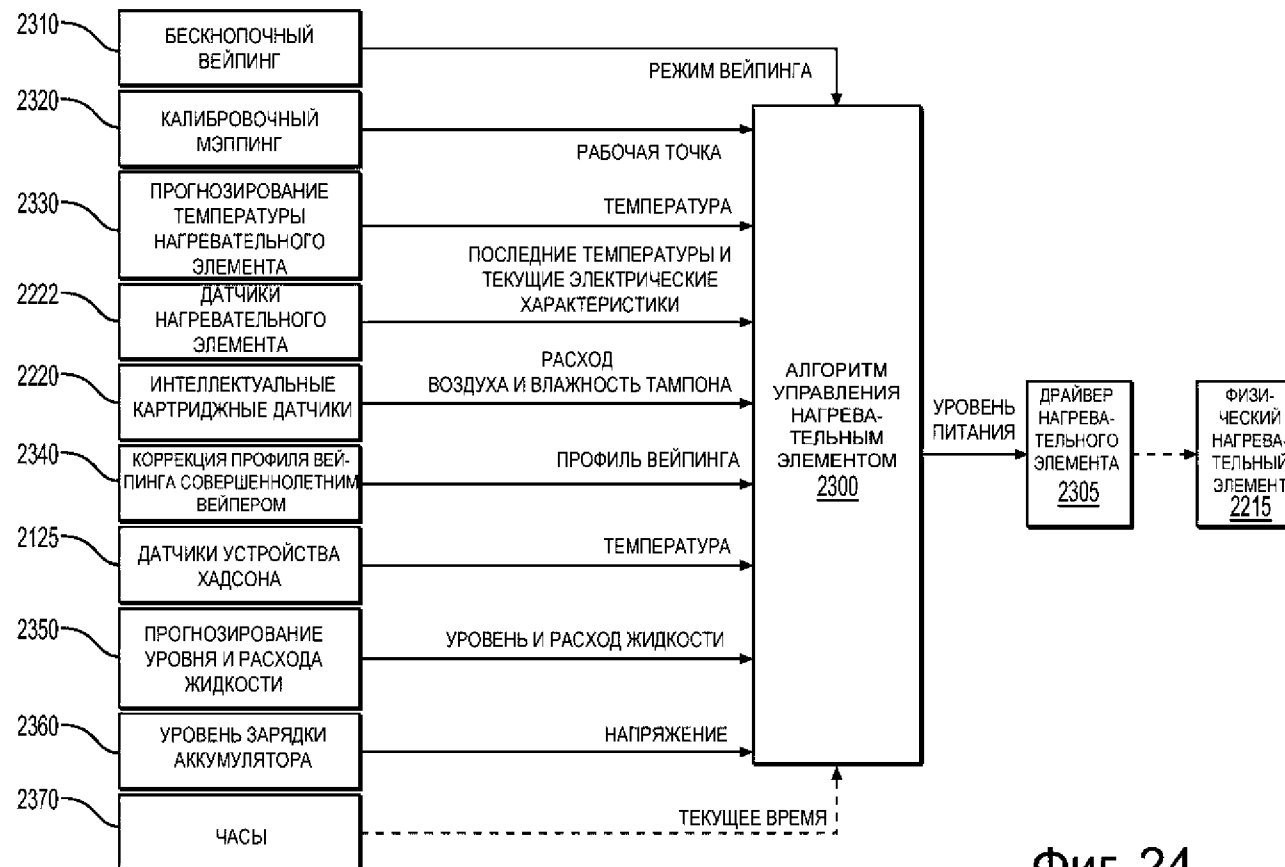 2310
БЕСКНОПОЧНЫЙ
ВЕЙПИНГ
РЕЖИМ ВЕЙПИНГА
2320
КАЛИБРОВОЧНЫЙ
МЭППИНГ
РАБОЧАЯ ТОЧКА
2330
ПРОГНОЗИРОВАНИЕ
ТЕМПЕРАТУРЫ
НАГРЕВАТЕЛЬНОГО
ЭЛЕМЕНТА
ТЕМПЕРАТУРА
2222
ДАТЧИКИ
НАГРЕВАТЕЛЬНОГО
ЭЛЕМЕНТА
ПОСЛЕДНИЕ ТЕМПЕРАТУРЫ И
ТЕКУЩИЕ ЭЛЕКТРИЧЕСКИЕ
ХАРАКТЕРИСТИКИ
2220
ИНТЕЛЛЕКТУАЛЬНЫЕ
КАРТРИДЖНЫЕ ДАТЧИКИ
РАСХОД
ВОЗДУХА И ВЛАЖНОСТЬ ТАМПОНА
2340
КОРРЕКЦИЯ ПРОФИЛЯ ВЕЙ-
ПИНГА СОВЕРШЕННОЛЕТНИМ
ВЕЙПЕРОМ
ПРОФИЛЬ ВЕЙПИНГА
2125
ДАТЧИКИ УСТРОЙСТВА
ХАДСОНА
ТЕМПЕРАТУРА
2350
ПРОГНОЗИРОВАНИЕ
УРОВНЯ И РАСХОДА
ЖИДКОСТИ
УРОВЕНЬ И РАСХОД ЖИДКОСТИ
2360
УРОВЕНЬ ЗАРЯДКИ
АККУМУЛЯТОРА
НАПРЯЖЕНИЕ
2370
ЧАСЫ
ТЕКУЩЕЕ ВРЕМЯ
АЛГОРИТМ
УПРАВЛЕНИЯ
НАГРЕВА-
ТЕЛЬНЫМ
ЭЛЕМЕНТОМ
2300
УРОВЕНЬ
ПИТАНИЯ
ДРАЙВЕР
НАГРЕВА-
ТЕЛЬНОГО
ЭЛЕМЕНТА
2305
ФИЗИ-
ЧЕСКИЙ
НАГРЕВА-
ТЕЛЬНЫЙ
ЭЛЕМЕНТ
2215
Фиг. 24